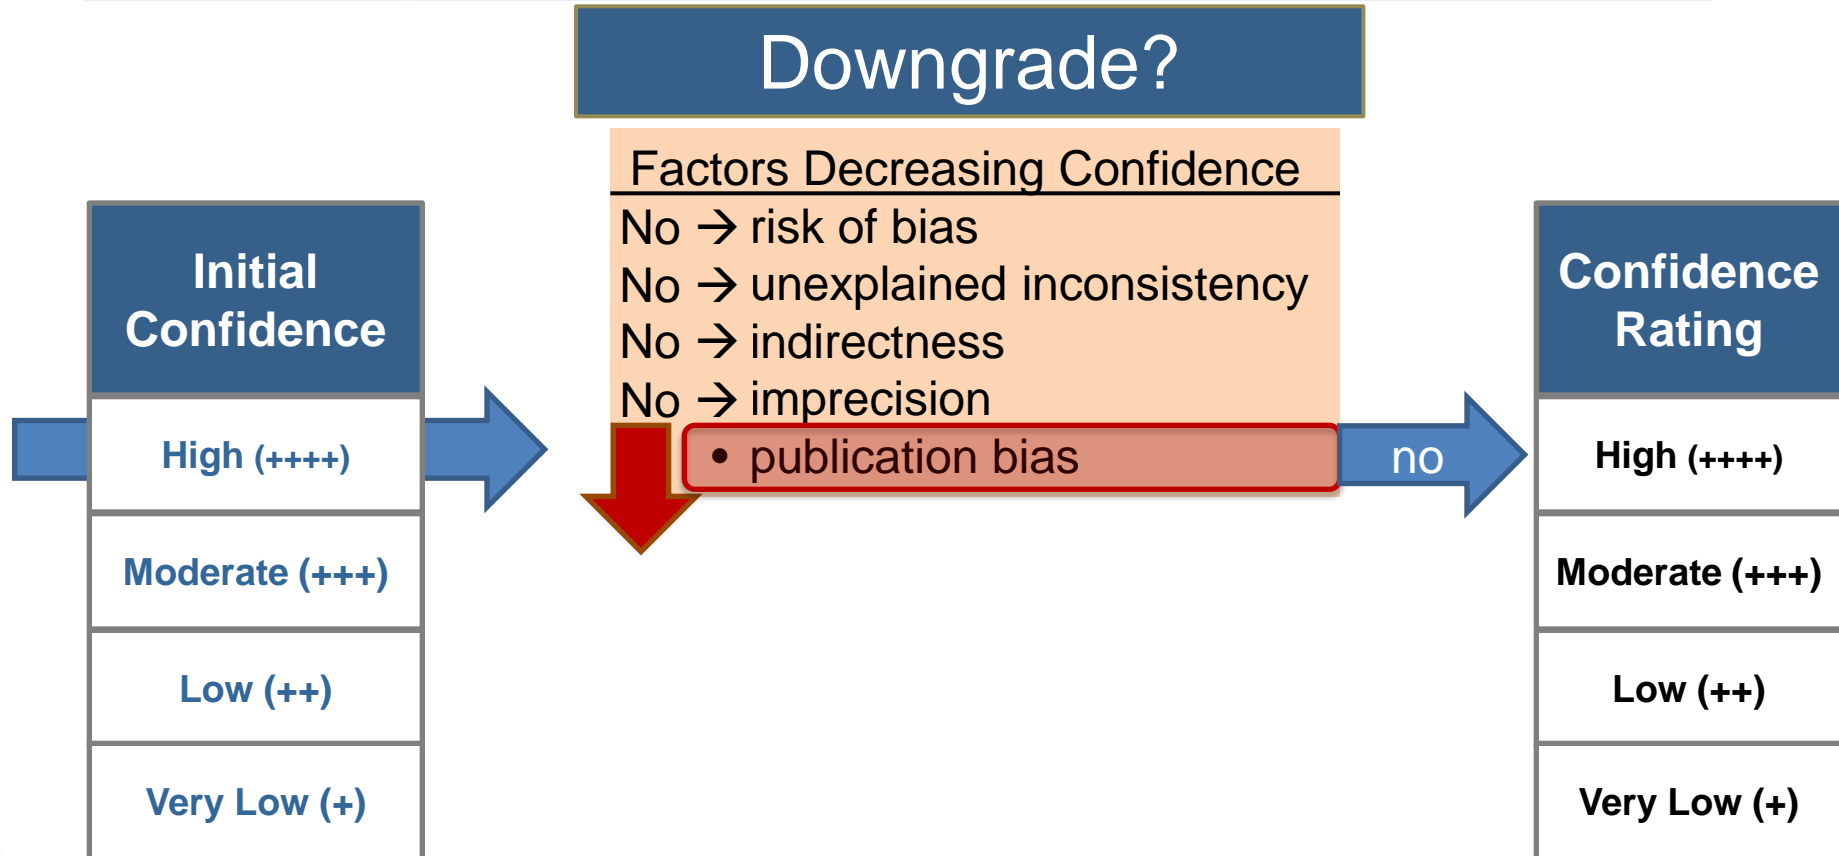 Downgrade?
Factors Decreasing Confidence
No → risk of bias
No → unexplained inconsistency
No → indirectness
No → imprecision
• publication bias
no
Initial
Confidence
High (++++)
Moderate (+++)
Low (++)
Very Low (+)
Confidence
Rating
High (++++)
Moderate (+++)
Low (++)
Very Low (+)